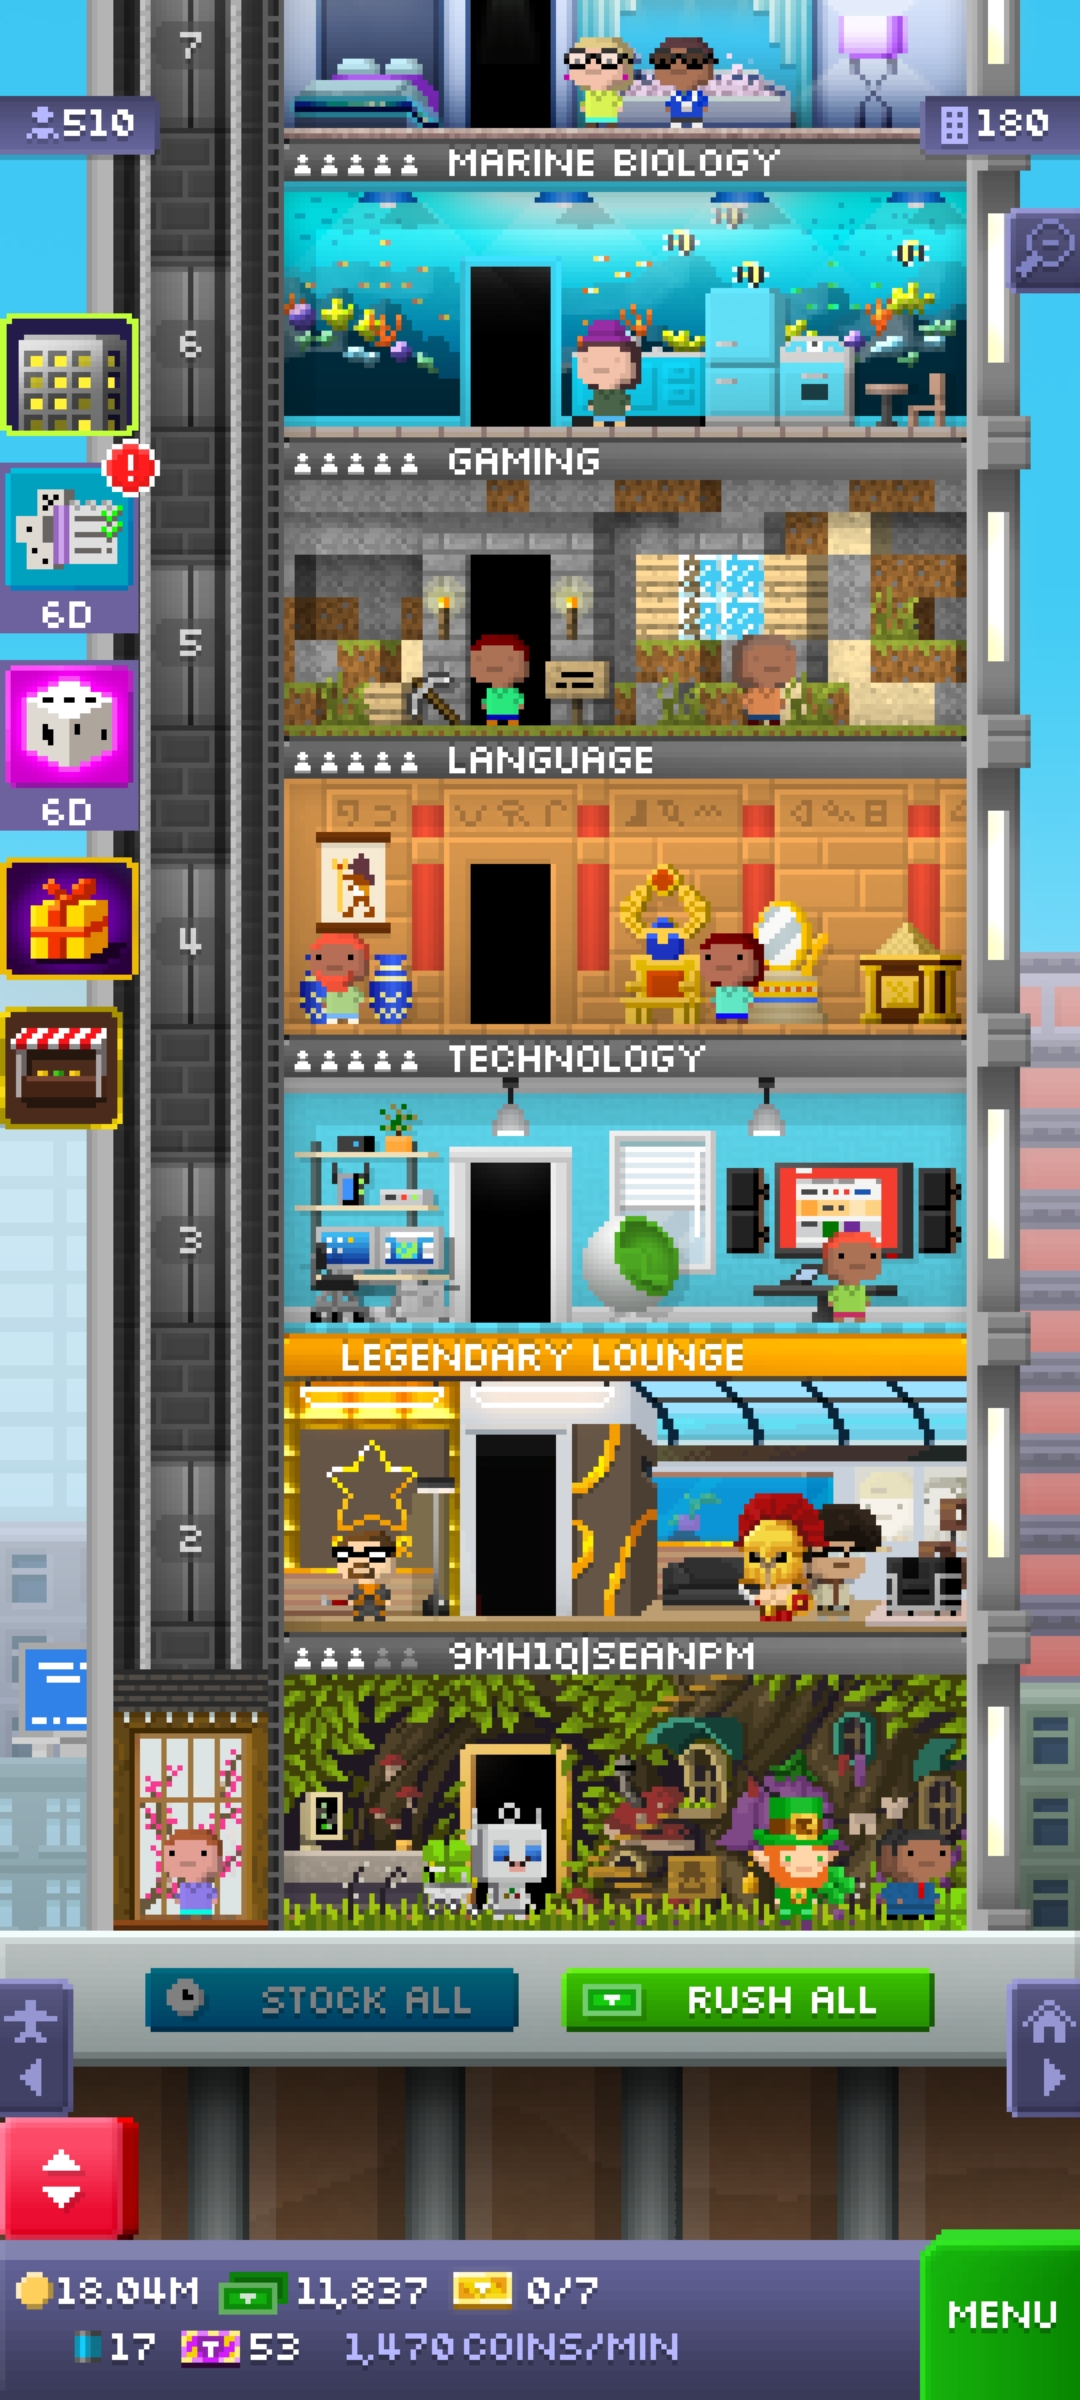 7
510
180
MARINE BIOLOGY
6
GAMING
6D
5
LANGUAGE
6D
4
TECHNOLOGY
3
LEGENDARY LOUNGE
2
9MH1Q|SEANPM
STOCK ALL
RUSH ALL
18.04M 11,837 0/7
MENU
17 53 1,470 COINS/MIN